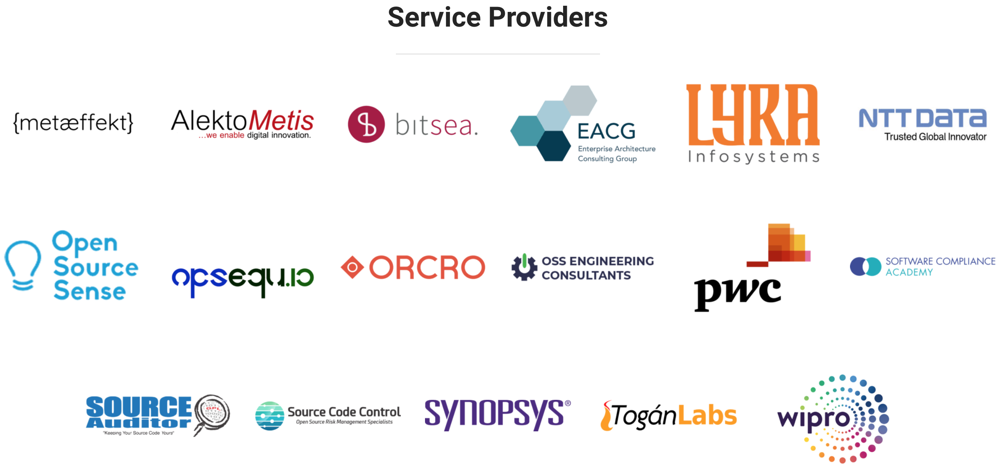 Service Providers
{metæffekt}
AlektoMetis
...we enable digital innovation.
bitsea.
EACG
Enterprise Architecture
Consulting Group
LYRA
Infosystems
NTT DATA
Trusted Global Innovator
Open
Source
Sense
opsequ.io
ORCRO
OSS ENGINEERING
CONSULTANTS
pwc
SOFTWARE COMPLIANCE
ACADEMY
SOURCE
Auditor
"Keeping Your Source Code Yours"
GPL
Source Code Control
Open Source Risk Management Specialists
SYNOPSYS®
TogánLabs
wipro